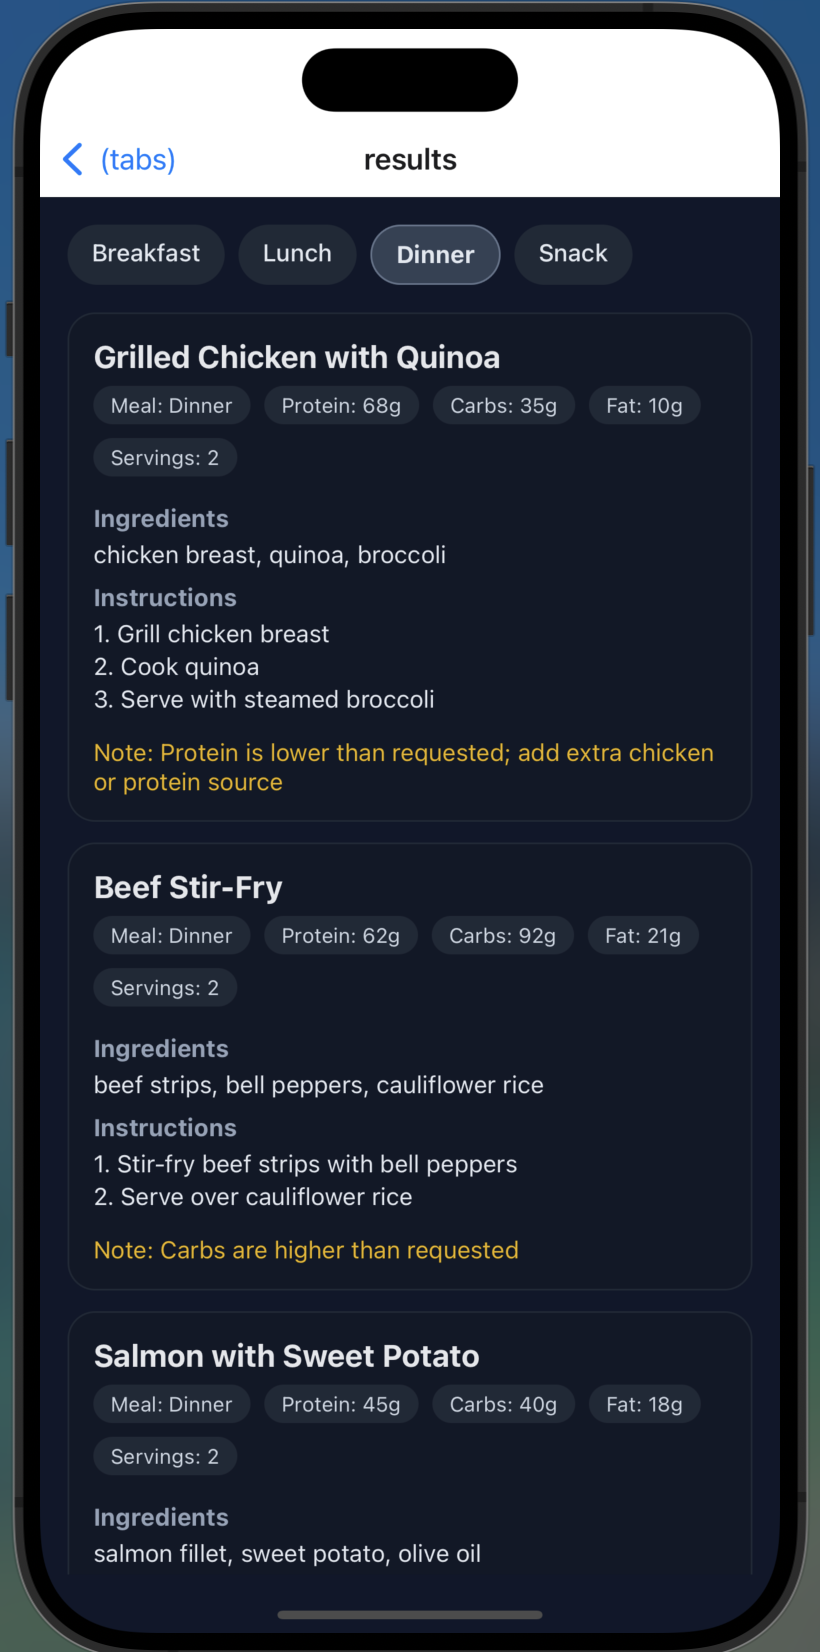 (tabs)
results
Breakfast
Lunch
Dinner
Snack
Grilled Chicken with Quinoa
Meal: Dinner
Protein: 68g
Carbs: 35g
Fat: 10g
Servings: 2
Ingredients
chicken breast, quinoa, broccoli
Instructions
1. Grill chicken breast
2. Cook quinoa
3. Serve with steamed broccoli
Note: Protein is lower than requested; add extra chicken
or protein source
Beef Stir-Fry
Meal: Dinner
Protein: 62g
Carbs: 92g
Fat: 21g
Servings: 2
Ingredients
beef strips, bell peppers, cauliflower rice
Instructions
1. Stir-fry beef strips with bell peppers
2. Serve over cauliflower rice
Note: Carbs are higher than requested
Salmon with Sweet Potato
Meal: Dinner
Protein: 45g
Carbs: 40g
Fat: 18g
Servings: 2
Ingredients
salmon fillet, sweet potato, olive oil